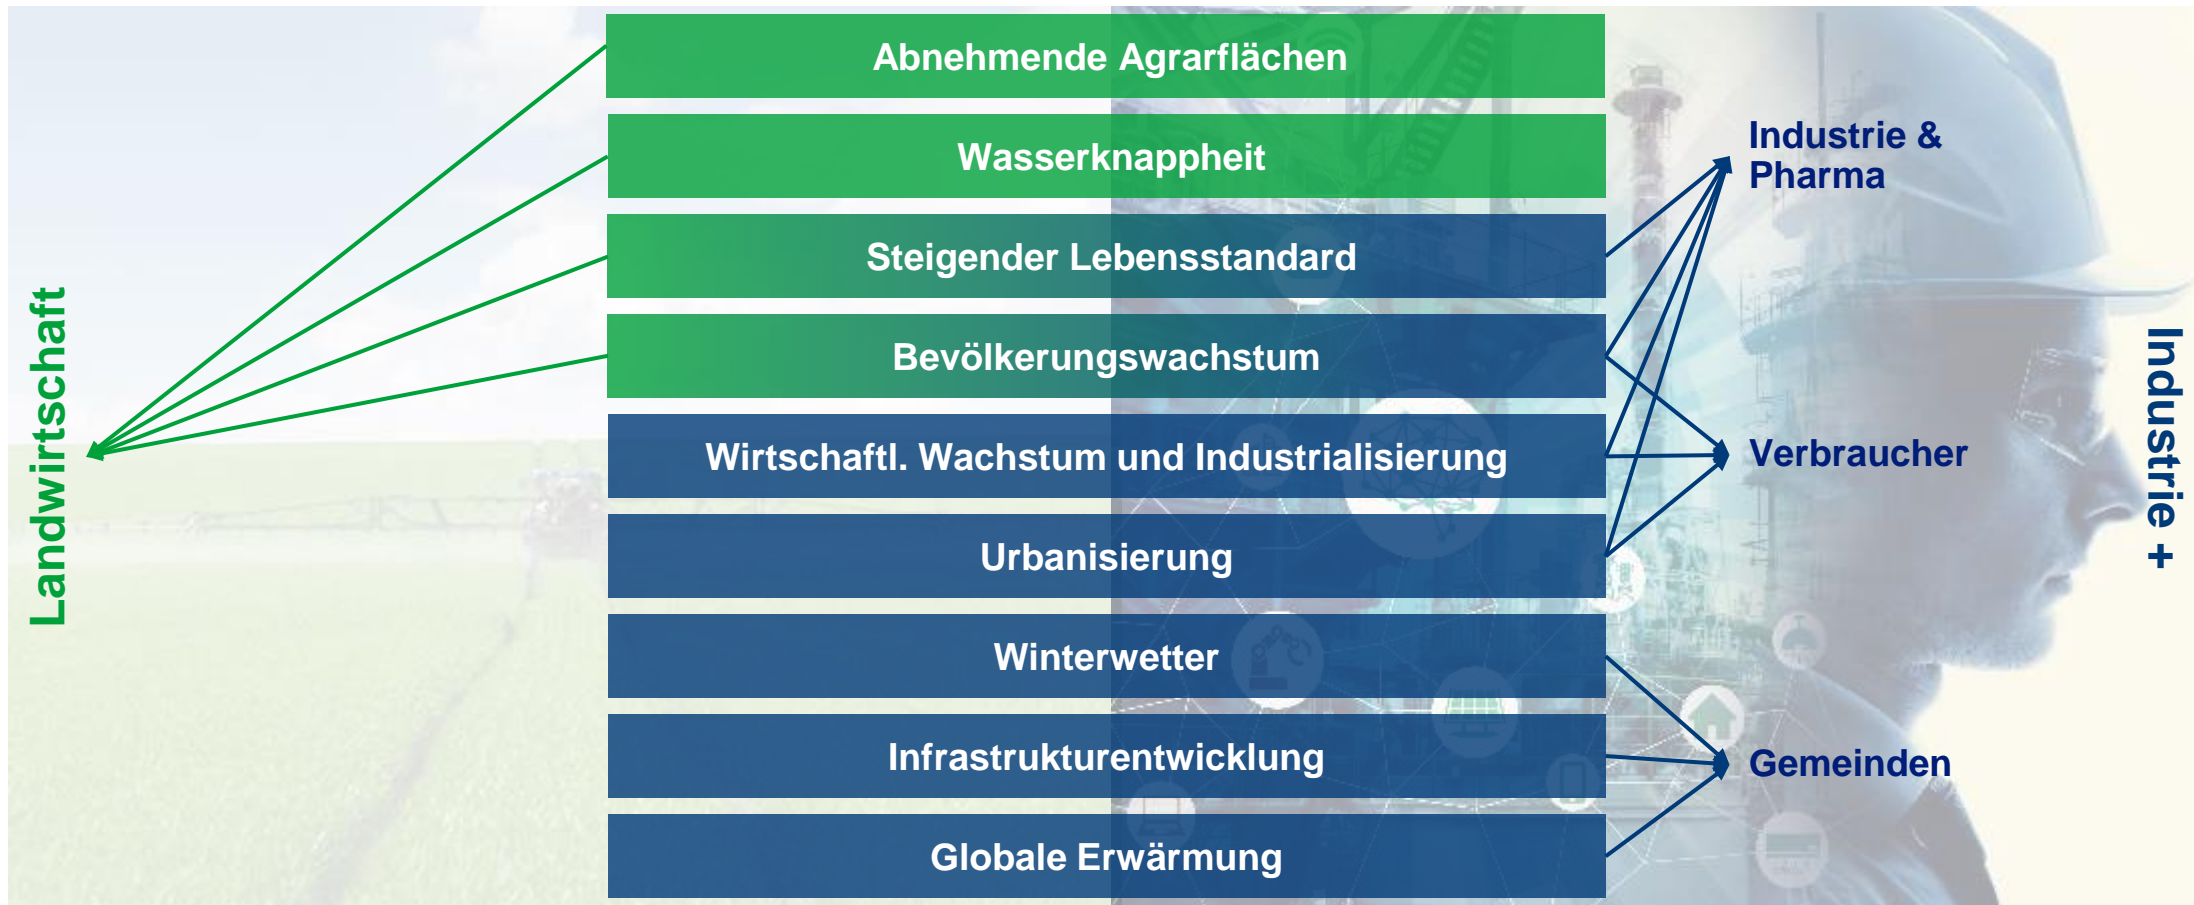 Landwirtschaft
Abnehmende Agrarflächen
Wasserknappheit
Steigender Lebensstandard
Bevölkerungswachstum
Wirtschaftl. Wachstum und Industrialisierung
Urbanisierung
Winterwetter
Infrastrukturentwicklung
Globale Erwärmung
Industrie &
Pharma
Verbraucher
Gemeinden
Industrie +